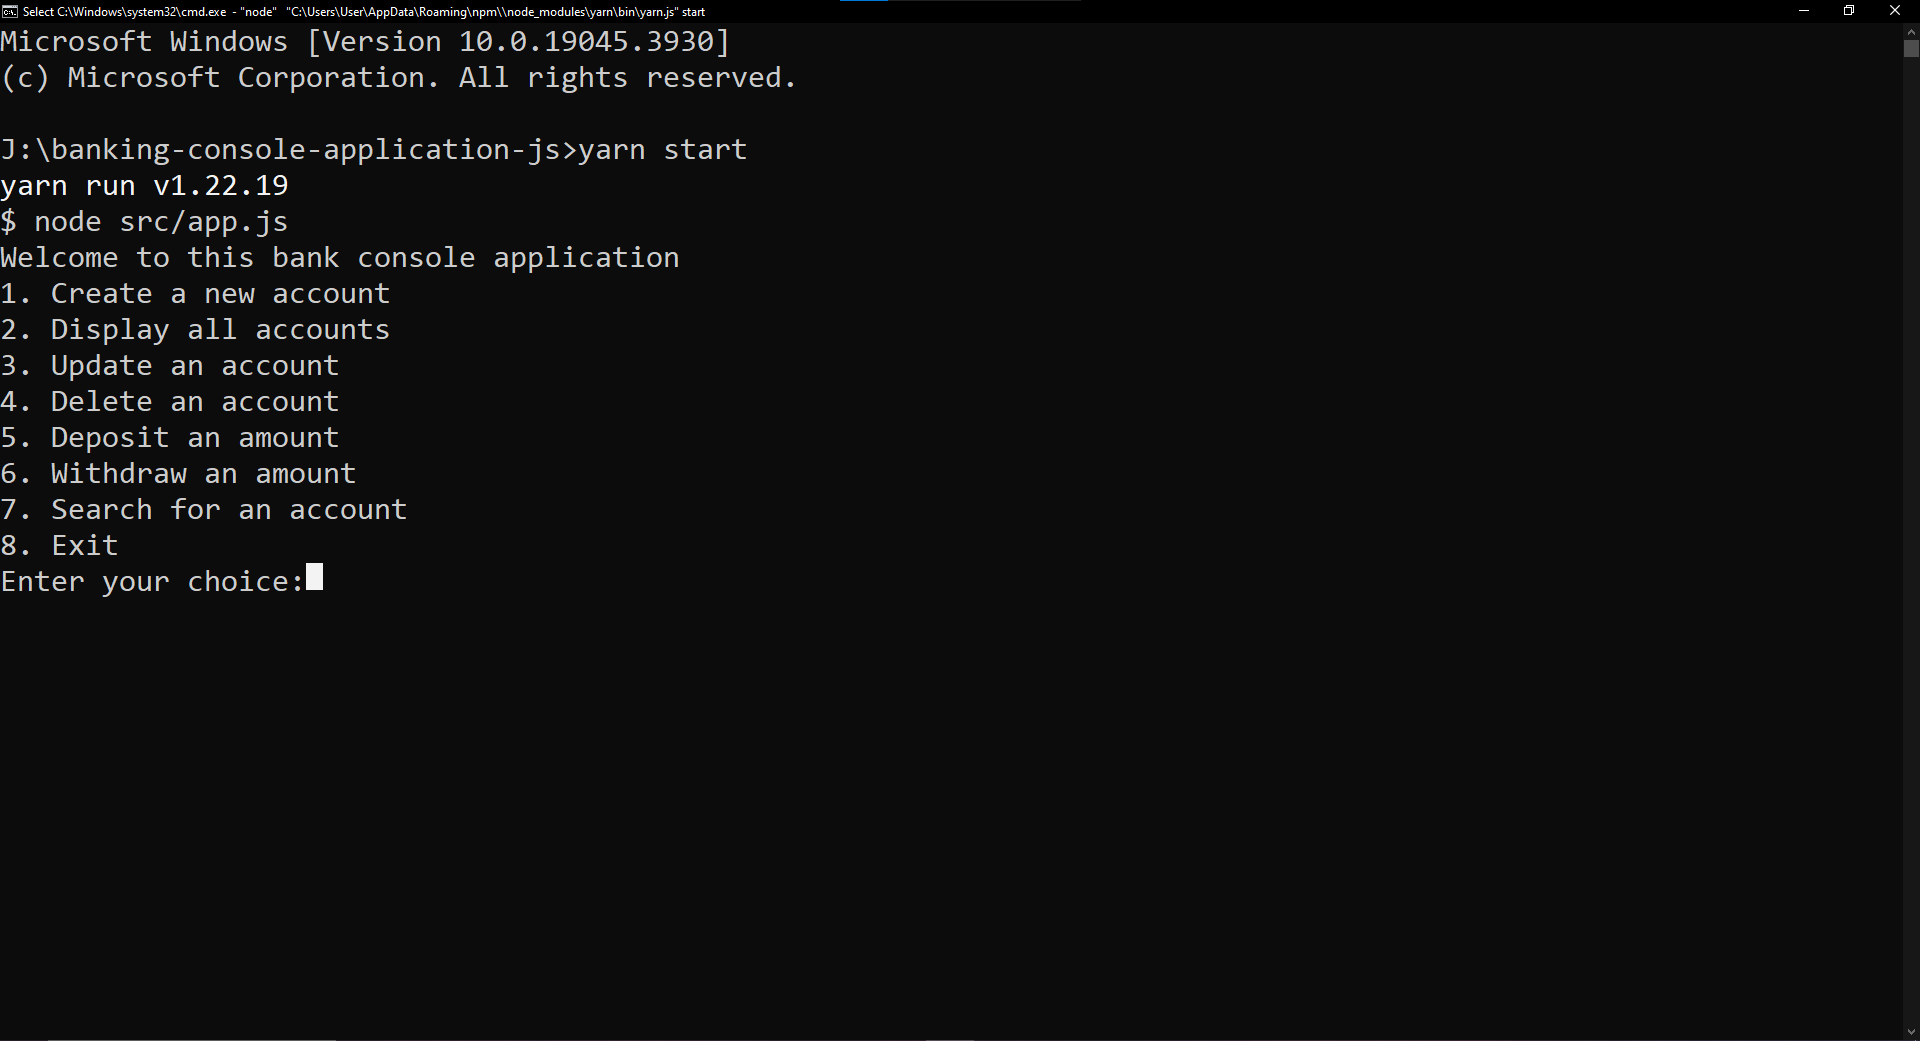 Select C:\Windows\system32\cmd.exe - "node" "C:\Users\User\AppData\Roaming\npm\\node_modules\yarn\bin\yarn.js" start
Microsoft Windows [Version 10.0.19045.3930]
(c) Microsoft Corporation. All rights reserved.
J:\banking-console-application-js>yarn start
yarn run v1.22.19
$ node src/app.js
Welcome to this bank console application
1. Create a new account
2. Display all accounts
3. Update an account
4. Delete an account
5. Deposit an amount
6. Withdraw an amount
7. Search for an account
8. Exit
Enter your choice: